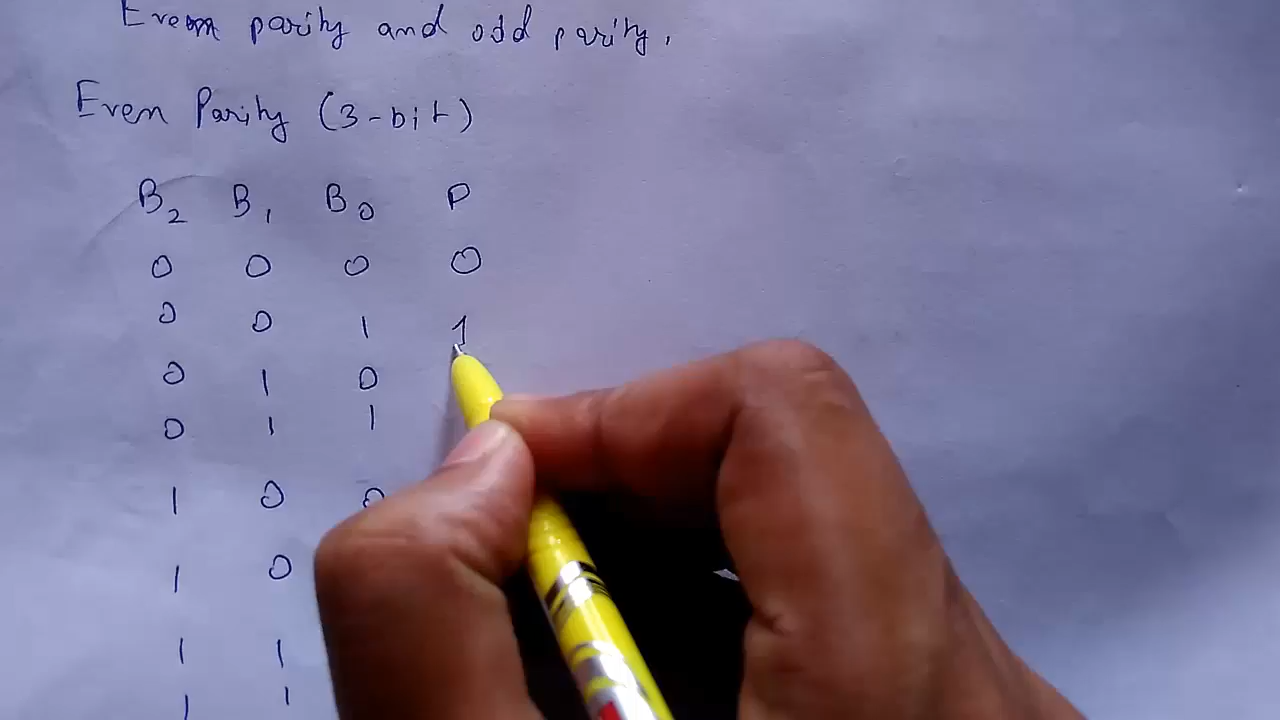 Even parity and odd parity.
Even Parity (3-bit)
B2 B1 B0 P
0 0 0 0
0 0 1 1
0 1 0
0 1 1
1 0 0
1 0
1 1
1 1